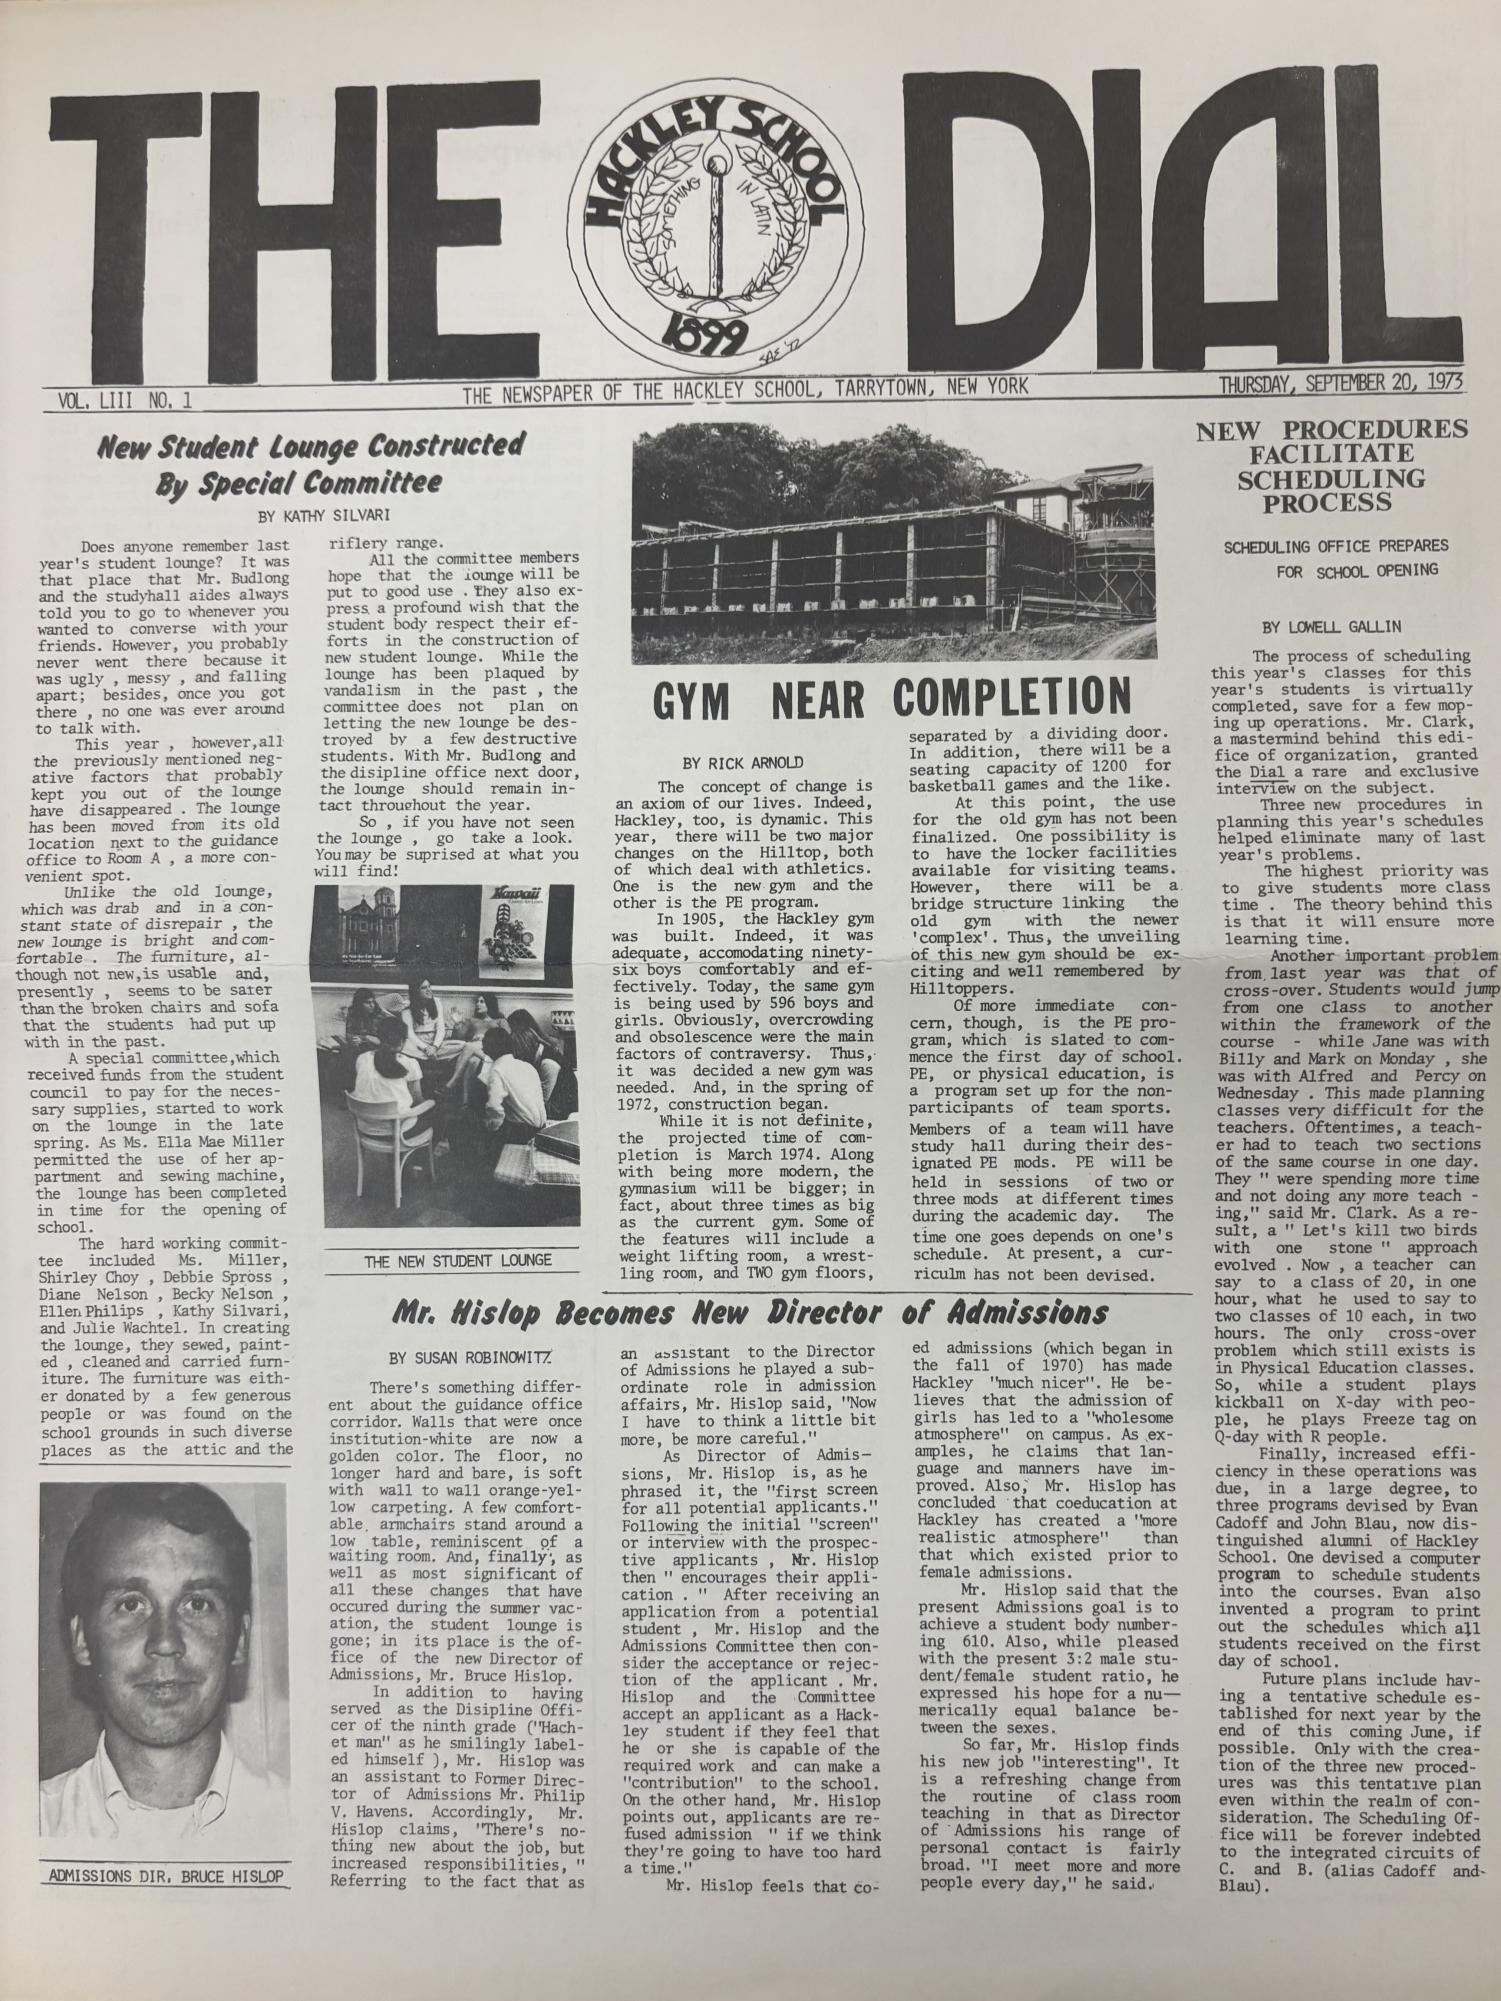 THE DIAL
HACKLEY SCHOOL
SOMETHING IN LATIN
1899
SAE '72
VOL. LIII NO. 1
THE NEWSPAPER OF THE HACKLEY SCHOOL, TARRYTOWN, NEW YORK
THURSDAY, SEPTEMBER 20, 1973
New Student Lounge Constructed
By Special Committee
BY KATHY SILVARI
Does anyone remember last
year's student lounge? It was
that place that Mr. Budlong
and the studyhall aides always
told you to go to whenever you
wanted to converse with your
friends. However, you probably
never went there because it
was ugly , messy , and falling
apart; besides, once you got
there , no one was ever around
to talk with.
This year , however,all
the previously mentioned neg-
ative factors that probably
kept you out of the lounge
have disappeared . The lounge
has been moved from its old
location next to the guidance
office to Room A , a more con-
venient spot.
Unlike the old lounge,
which was drab and in a con-
stant state of disrepair , the
new lounge is bright and com-
fortable . The furniture, al-
though not new,is usable and,
presently , seems to be safer
than the broken chairs and sofa
that the students had put up
with in the past.
A special committee,which
received funds from the student
council to pay for the neces-
sary supplies, started to work
on the lounge in the late
spring. As Ms. Ella Mae Miller
permitted the use of her ap-
partment and sewing machine,
the lounge has been completed
in time for the opening of
school.
The hard working commit-
tee included Ms. Miller,
Shirley Choy , Debbie Spross ,
Diane Nelson , Becky Nelson ,
Ellen Philips , Kathy Silvari,
and Julie Wachtel. In creating
the lounge, they sewed, paint-
ed , cleaned and carried furn-
iture. The furniture was eith-
er donated by a few generous
people or was found on the
school grounds in such diverse
places as the attic and the
riflery range.
All the committee members
hope that the lounge will be
put to good use . They also ex-
press a profound wish that the
student body respect their ef-
forts in the construction of
new student lounge. While the
lounge has been plaqued by
vandalism in the past , the
committee does not plan on
letting the new lounge be des-
troyed by a few destructive
students. With Mr. Budlong and
the disipline office next door,
the lounge should remain in-
tact throughout the year.
So , if you have not seen
the lounge , go take a look.
You may be suprised at what you
will find!
Hawaii
THE NEW STUDENT LOUNGE
GYM NEAR COMPLETION
BY RICK ARNOLD
The concept of change is
an axiom of our lives. Indeed,
Hackley, too, is dynamic. This
year, there will be two major
changes on the Hilltop, both
of which deal with athletics.
One is the new gym and the
other is the PE program.
In 1905, the Hackley gym
was built. Indeed, it was
adequate, accomodating ninety-
six boys comfortably and ef-
fectively. Today, the same gym
is being used by 596 boys and
girls. Obviously, overcrowding
and obsolescence were the main
factors of contraversy. Thus,
it was decided a new gym was
needed. And, in the spring of
1972, construction began.
While it is not definite,
the projected time of com-
pletion is March 1974. Along
with being more modern, the
gymnasium will be bigger; in
fact, about three times as big
as the current gym. Some of
the features will include a
weight lifting room, a wrest-
ling room, and TWO gym floors,
separated by a dividing door.
In addition, there will be a
seating capacity of 1200 for
basketball games and the like.
At this point, the use
for the old gym has not been
finalized. One possibility is
to have the locker facilities
available for visiting teams.
However, there will be a
bridge structure linking the
old gym with the newer
'complex'. Thus, the unveiling
of this new gym should be ex-
citing and well remembered by
Hilltoppers.
Of more immediate con-
cern, though, is the PE pro-
gram, which is slated to com-
mence the first day of school.
PE, or physical education, is
a program set up for the non-
participants of team sports.
Members of a team will have
study hall during their des-
ignated PE mods. PE will be
held in sessions of two or
three mods at different times
during the academic day. The
time one goes depends on one's
schedule. At present, a cur-
riculm has not been devised.
NEW PROCEDURES
FACILITATE
SCHEDULING
PROCESS
SCHEDULING OFFICE PREPARES
FOR SCHOOL OPENING
BY LOWELL GALLIN
The process of scheduling
this year's classes for this
year's students is virtually
completed, save for a few mop-
ing up operations. Mr. Clark,
a mastermind behind this edi-
fice of organization, granted
the Dial a rare and exclusive
interview on the subject.
Three new procedures in
planning this year's schedules
helped eliminate many of last
year's problems.
The highest priority was
to give students more class
time . The theory behind this
is that it will ensure more
learning time.
Another important problem
from last year was that of
cross-over. Students would jump
from one class to another
within the framework of the
course - while Jane was with
Billy and Mark on Monday , she
was with Alfred and Percy on
Wednesday . This made planning
classes very difficult for the
teachers. Oftentimes, a teach-
er had to teach two sections
of the same course in one day.
They " were spending more time
and not doing any more teach -
ing," said Mr. Clark. As a re-
sult, a " Let's kill two birds
with one stone " approach
evolved . Now , a teacher can
say to a class of 20, in one
hour, what he used to say to
two classes of 10 each, in two
hours. The only cross-over
problem which still exists is
in Physical Education classes.
So, while a student plays
kickball on X-day with peo-
ple, he plays Freeze tag on
Q-day with R people.
Finally, increased effi-
ciency in these operations was
due, in a large degree, to
three programs devised by Evan
Cadoff and John Blau, now dis-
tinguished alumni of Hackley
School. One devised a computer
program to schedule students
into the courses. Evan also
invented a program to print
out the schedules which all
students received on the first
day of school.
Future plans include hav-
ing a tentative schedule es-
tablished for next year by the
end of this coming June, if
possible. Only with the crea-
tion of the three new proced-
ures was this tentative plan
even within the realm of con-
sideration. The Scheduling Of-
fice will be forever indebted
to the integrated circuits of
C. and B. (alias Cadoff and
Blau).
Mr. Hislop Becomes New Director of Admissions
BY SUSAN ROBINOWITZ
There's something differ-
ent about the guidance office
corridor. Walls that were once
institution-white are now a
golden color. The floor, no
longer hard and bare, is soft
with wall to wall orange-yel-
low carpeting. A few comfort-
able armchairs stand around a
low table, reminiscent of a
waiting room. And, finally, as
well as most significant of
all these changes that have
occured during the summer vac-
ation, the student lounge is
gone; in its place is the of-
fice of the new Director of
Admissions, Mr. Bruce Hislop.
In addition to having
served as the Disipline Offi-
cer of the ninth grade ("Hach-
et man" as he smilingly label-
ed himself ), Mr. Hislop was
an assistant to Former Direc-
tor of Admissions Mr. Philip
V. Havens. Accordingly, Mr.
Hislop claims, "There's no-
thing new about the job, but
increased responsibilities, "
Referring to the fact that as
an assistant to the Director
of Admissions he played a sub-
ordinate role in admission
affairs, Mr. Hislop said, "Now
I have to think a little bit
more, be more careful."
As Director of Admis-
sions, Mr. Hislop is, as he
phrased it, the "first screen
for all potential applicants."
Following the initial "screen"
or interview with the prospec-
tive applicants , Mr. Hislop
then " encourages their appli-
cation . " After receiving an
application from a potential
student , Mr. Hislop and the
Admissions Committee then con-
sider the acceptance or rejec-
tion of the applicant . Mr.
Hislop and the Committee
accept an applicant as a Hack-
ley student if they feel that
he or she is capable of the
required work and can make a
"contribution" to the school.
On the other hand, Mr. Hislop
points out, applicants are re-
fused admission " if we think
they're going to have too hard
a time."
Mr. Hislop feels that co-
ed admissions (which began in
the fall of 1970) has made
Hackley "much nicer". He be-
lieves that the admission of
girls has led to a "wholesome
atmosphere" on campus. As ex-
amples, he claims that lan-
guage and manners have im-
proved. Also, Mr. Hislop has
concluded that coeducation at
Hackley has created a "more
realistic atmosphere" than
that which existed prior to
female admissions.
Mr. Hislop said that the
present Admissions goal is to
achieve a student body number-
ing 610. Also, while pleased
with the present 3:2 male stu-
dent/female student ratio, he
expressed his hope for a nu-
merically equal balance be-
tween the sexes.
So far, Mr. Hislop finds
his new job "interesting". It
is a refreshing change from
the routine of class room
teaching in that as Director
of Admissions his range of
personal contact is fairly
broad. "I meet more and more
people every day," he said.
ADMISSIONS DIR. BRUCE HISLOP